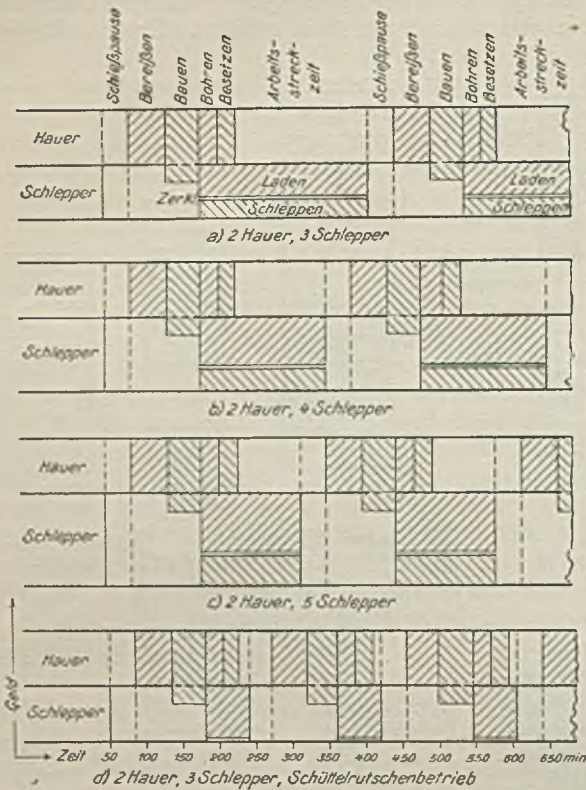 Schießpause
Bereißen
Bauen
Bohren
Besetzen
Arbeits-
streck-
zeit
Schießpause
Bereißen
Bauen
Bohren
Besetzen
Arbeits-
streck-
zeit
Hauer
Schlepper
Zerkl
Laden
Schleppen
Laden
Schleppen
a) 2 Hauer, 3 Schlepper
Hauer
Schlepper
b) 2 Hauer, 4 Schlepper
Hauer
Schlepper
c) 2 Hauer, 5 Schlepper
Geld
Hauer
Schlepper
Zeit 50 100 150 200 250 300 350 400 450 500 550 600 650 min
d) 2 Hauer, 3 Schlepper, Schüttelrutschenbetrieb